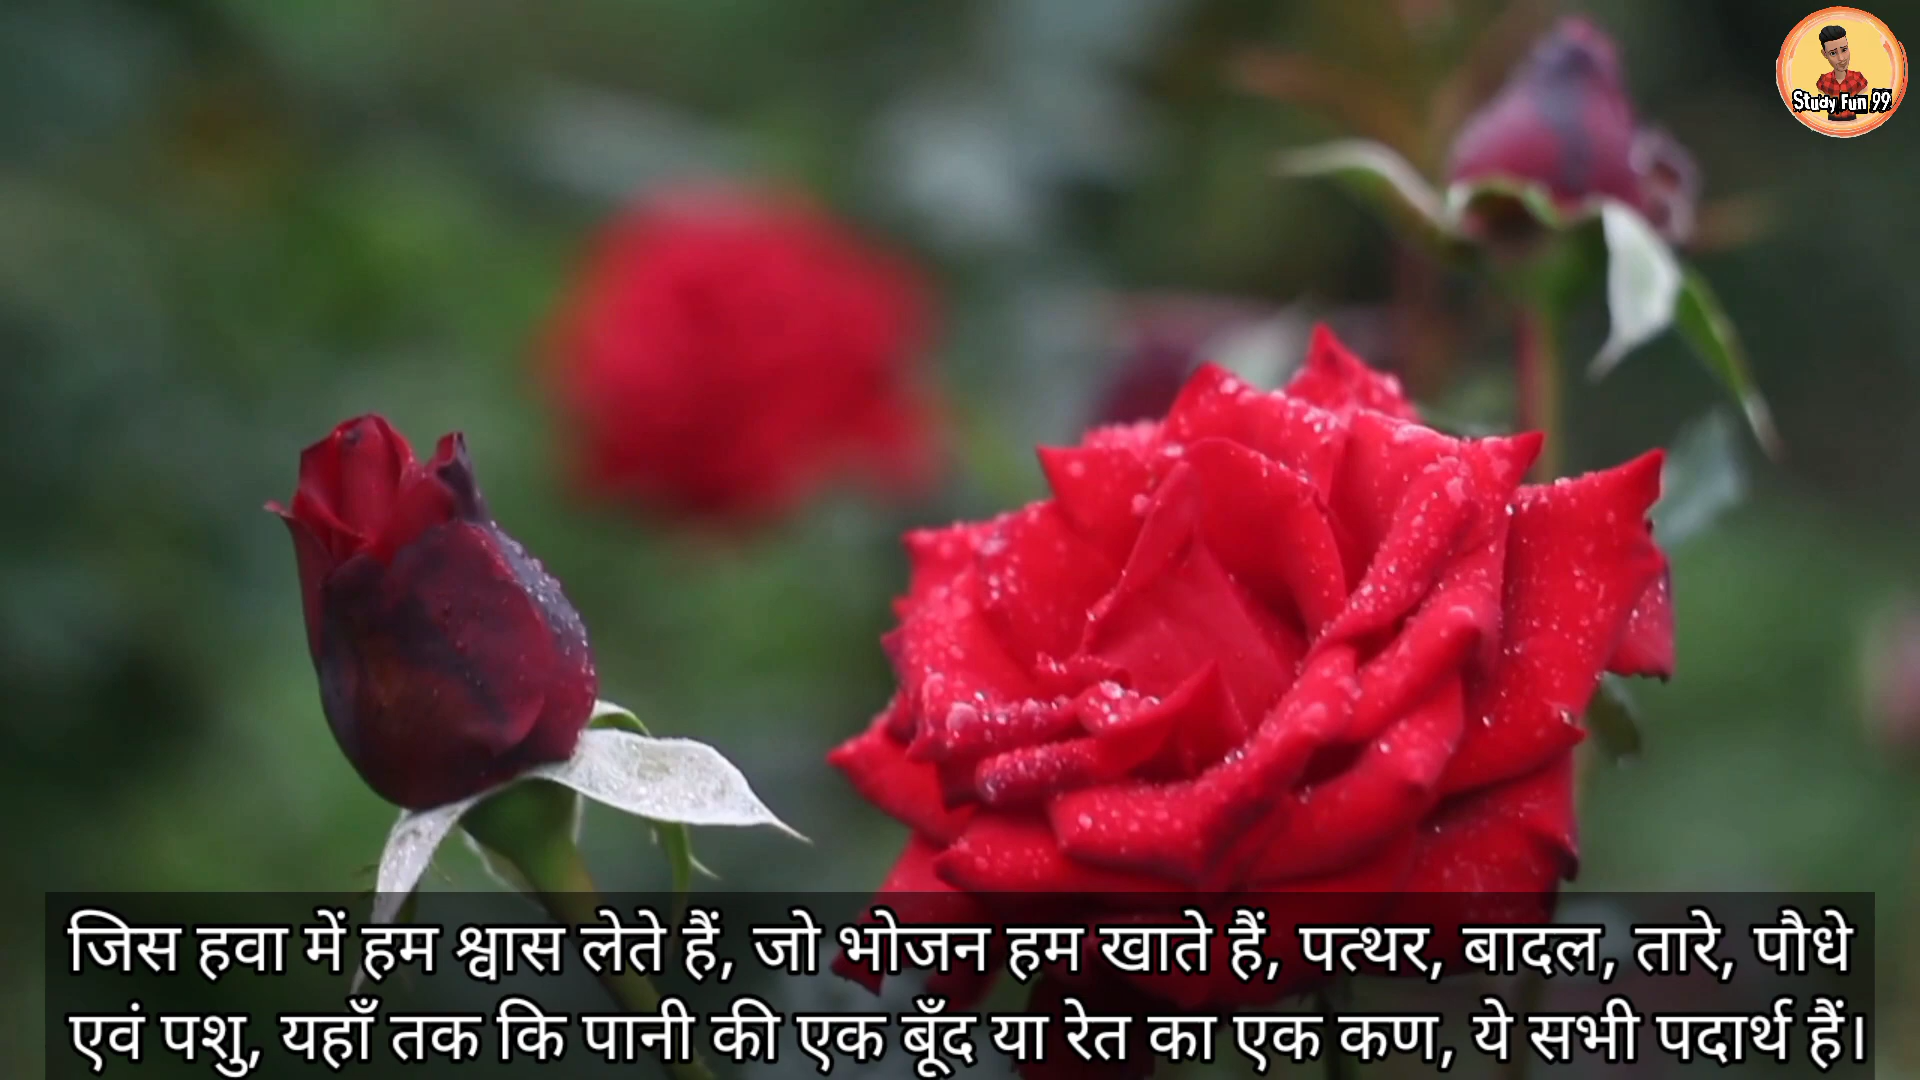 Study Fun 99
जिस हवा में हम श्वास लेते हैं, जो भोजन हम खाते हैं, पत्थर, बादल, तारे, पौधे
एवं पशु, यहाँ तक कि पानी की एक बूँद या रेत का एक कण, ये सभी पदार्थ हैं।